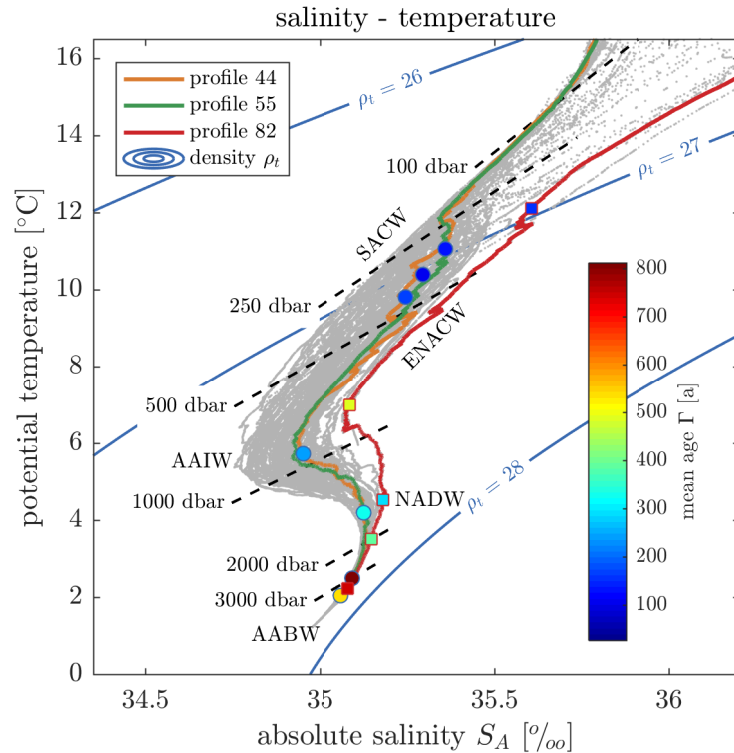 salinity - temperature
16
14
12
10
8
6
4
2
0
potential temperature [°C]
profile 44
profile 55
profile 82
density ρt
ρt = 26
ρt = 27
ρt = 28
100 dbar
SACW
250 dbar
ENACW
500 dbar
AAIW
1000 dbar
NADW
2000 dbar
3000 dbar
AABW
800
700
600
500
400
300
200
100
mean age Γ [a]
34.5
35
35.5
36
absolute salinity SA [o/oo]